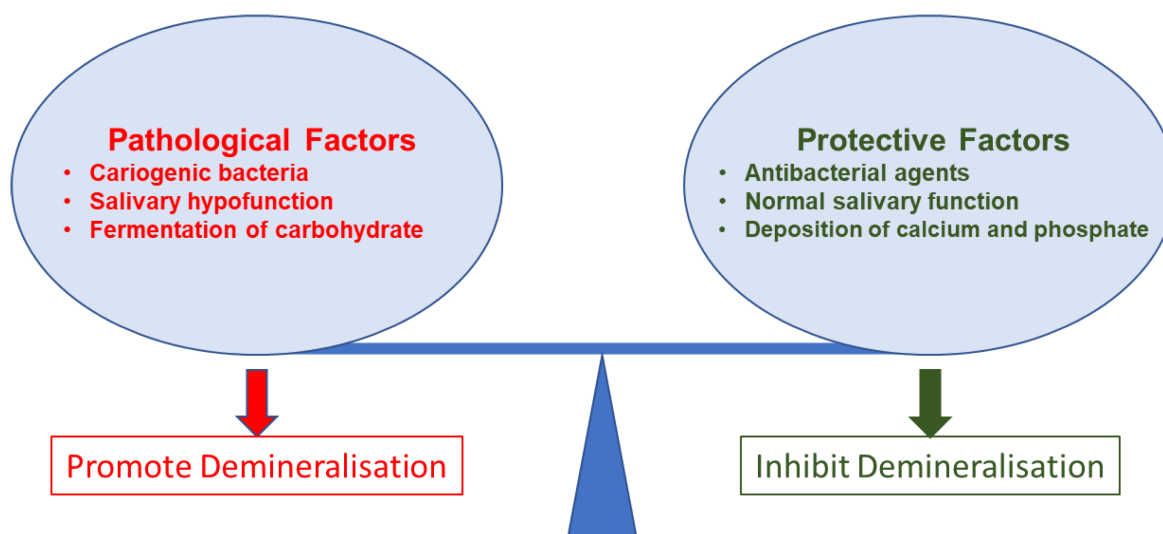 Pathological Factors
• Cariogenic bacteria
• Salivary hypofunction
• Fermentation of carbohydrate
Promote Demineralisation
Protective Factors
• Antibacterial agents
• Normal salivary function
• Deposition of calcium and phosphate
Inhibit Demineralisation